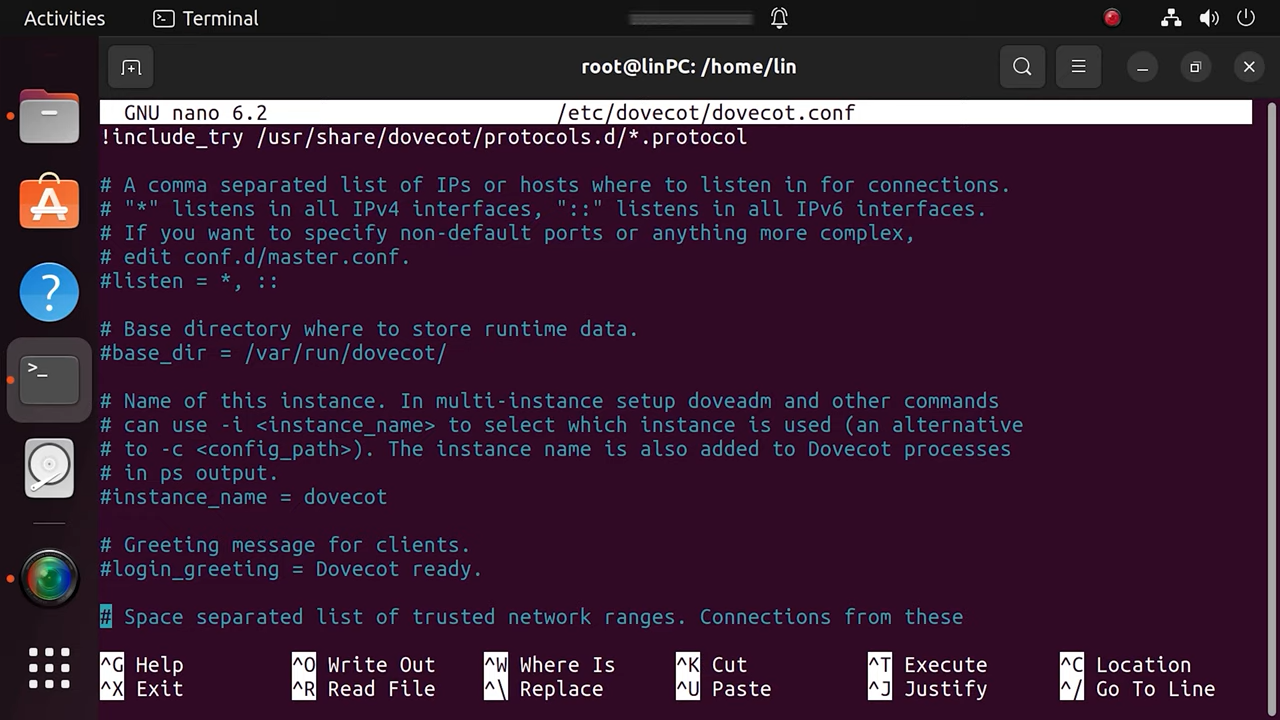 Activities
Terminal
root@linPC: /home/lin
GNU nano 6.2 /etc/dovecot/dovecot.conf
!include_try /usr/share/dovecot/protocols.d/*.protocol
# A comma separated list of IPs or hosts where to listen in for connections.
# "*" listens in all IPv4 interfaces, "::" listens in all IPv6 interfaces.
# If you want to specify non-default ports or anything more complex,
# edit conf.d/master.conf.
#listen = *, ::
# Base directory where to store runtime data.
#base_dir = /var/run/dovecot/
# Name of this instance. In multi-instance setup doveadm and other commands
# can use -i <instance_name> to select which instance is used (an alternative
# to -c <config_path>). The instance name is also added to Dovecot processes
# in ps output.
#instance_name = dovecot
# Greeting message for clients.
#login_greeting = Dovecot ready.
# Space separated list of trusted network ranges. Connections from these
^G Help ^O Write Out ^W Where Is ^K Cut ^T Execute ^C Location
^X Exit ^R Read File ^\ Replace ^U Paste ^J Justify ^/ Go To Line